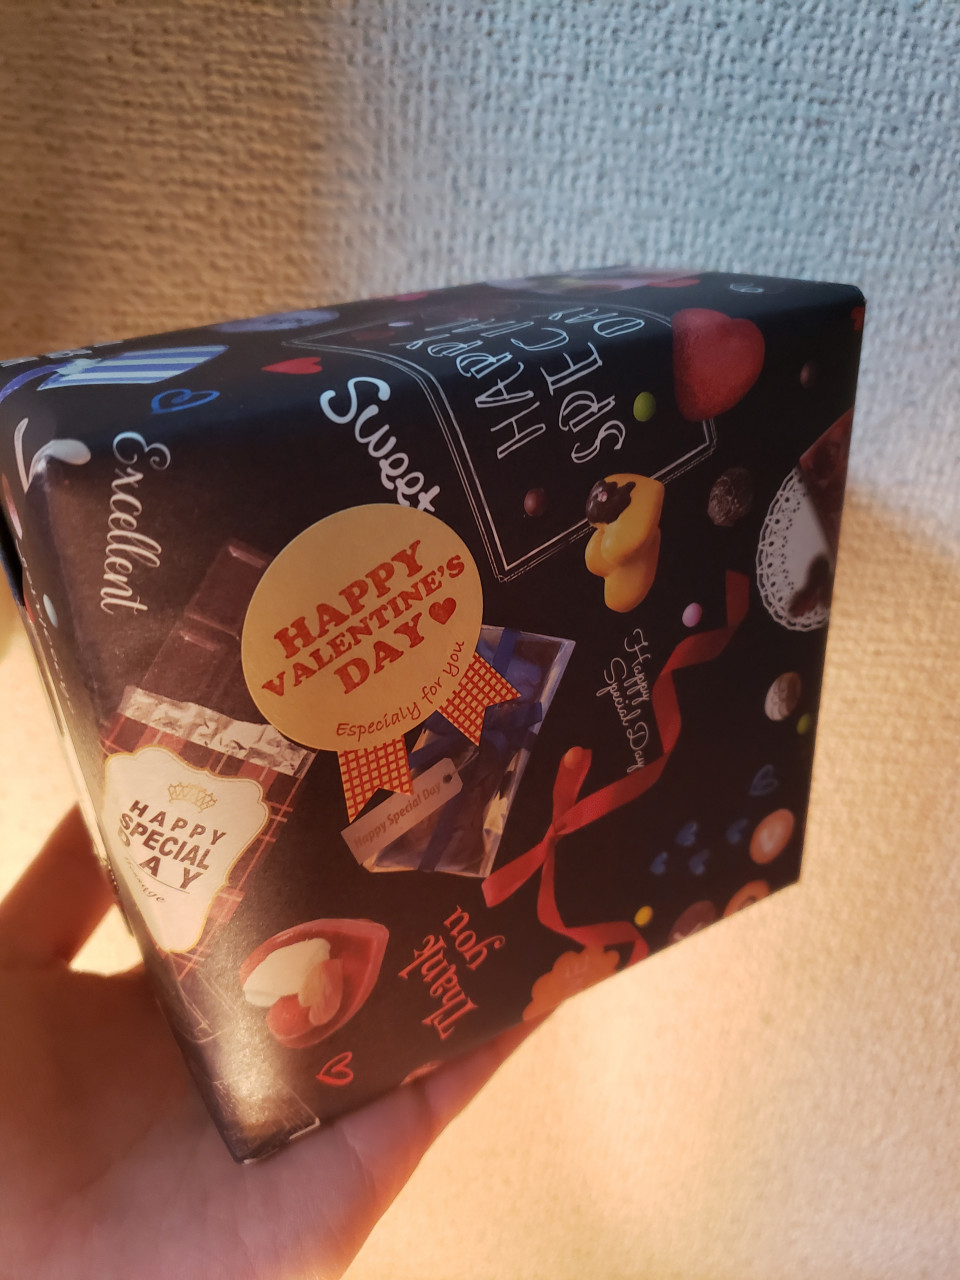 HAPPY
SPECIAL
DAY
Sweet
Excellent
HAPPY
VALENTINE'S
DAY
Especialy for you
Happy
Special Day
Happy Special Day
HAPPY
SPECIAL
DAY
Thank
you